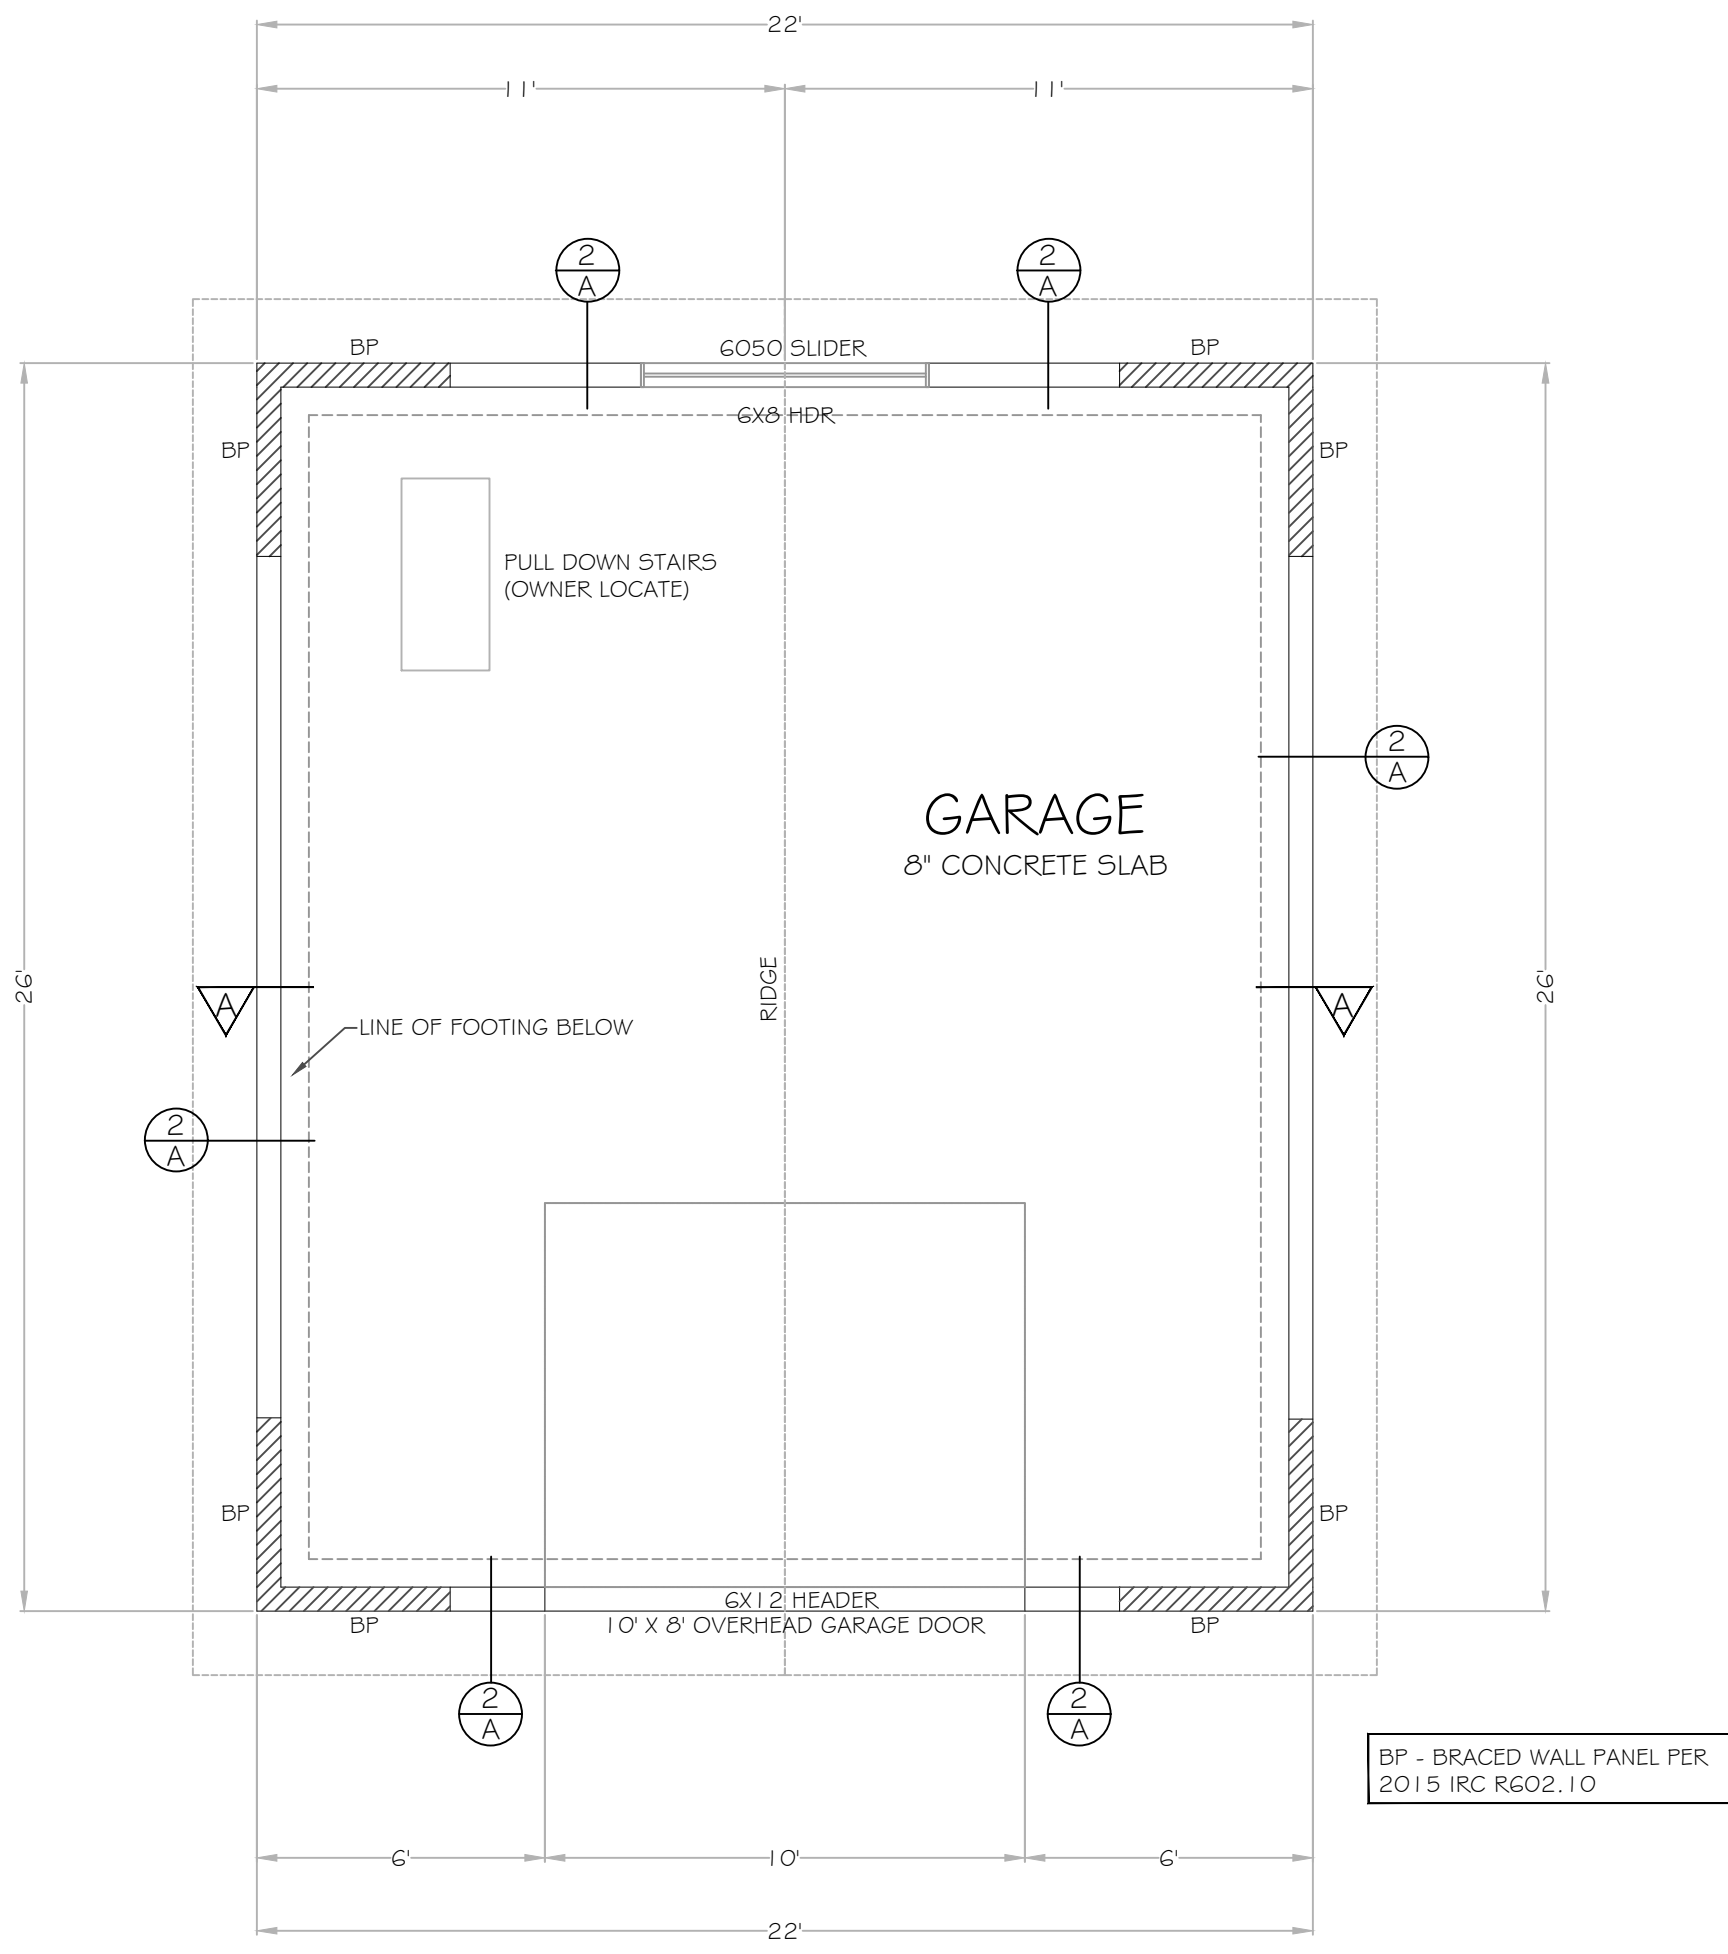 22'
11'
11'
2
A
2
A
BP
6050 SLIDER
BP
6X8 HDR
BP
BP
PULL DOWN STAIRS
(OWNER LOCATE)
2
A
GARAGE
8" CONCRETE SLAB
26'
RIDGE
26'
A
A
LINE OF FOOTING BELOW
2
A
BP
BP
6X12 HEADER
BP
10' X 8' OVERHEAD GARAGE DOOR
BP
2
A
2
A
BP - BRACED WALL PANEL PER
2015 IRC R602.10
6'
10'
6'
22'